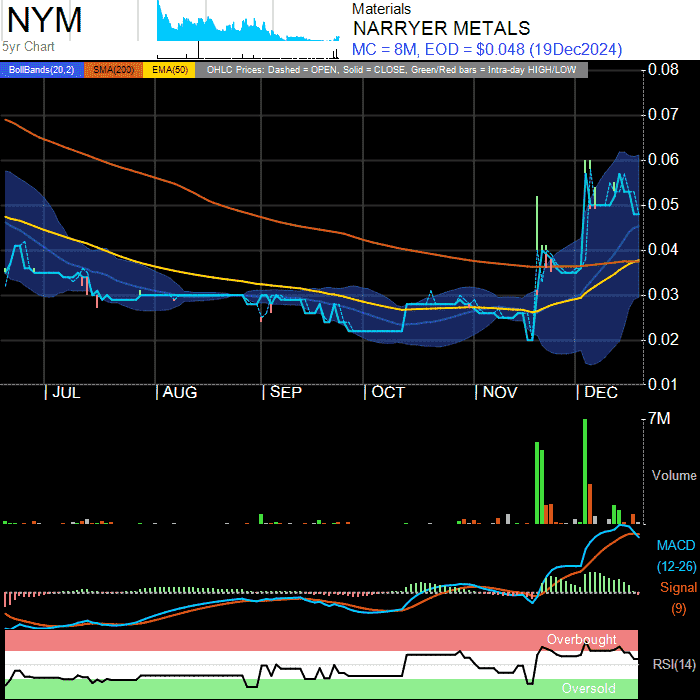 NYM
5yr Chart
Materials
NARRYER METALS
MC = 8M, EOD = $0.048 (19Dec2024)
BollBands(20,2) SMA(200) EMA(50) OHLC Prices: Dashed = OPEN, Solid = CLOSE, Green/Red bars = Intra-day HIGH/LOW
0.08
0.07
0.06
0.05
0.04
0.03
0.02
0.01
JUL AUG SEP OCT NOV DEC
7M
Volume
MACD
(12-26)
Signal
(9)
Overbought
RSI(14)
Oversold